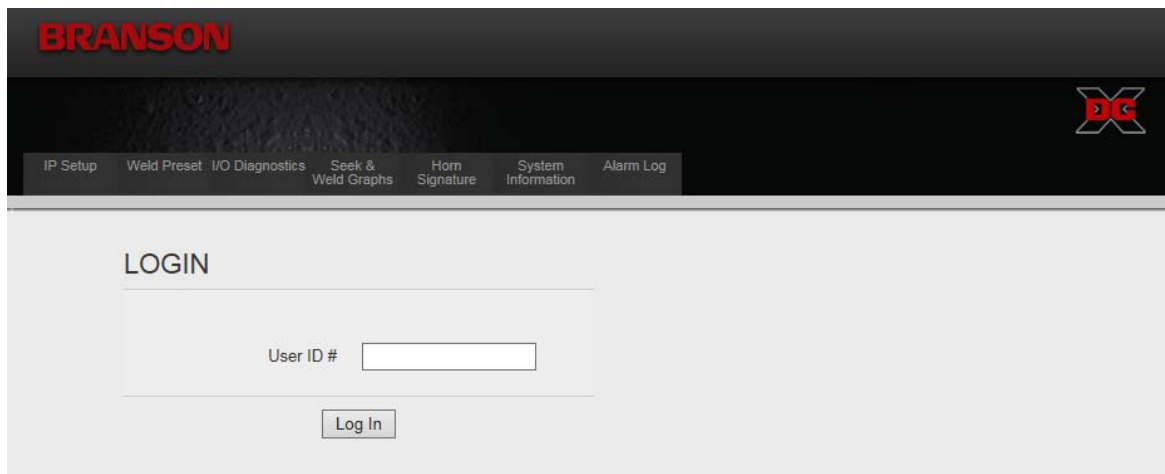 BRANSON
DCX
IP Setup
Weld Preset
I/O Diagnostics
Seek &
Weld Graphs
Horn
Signature
System
Information
Alarm Log
LOGIN
User ID #
Log In